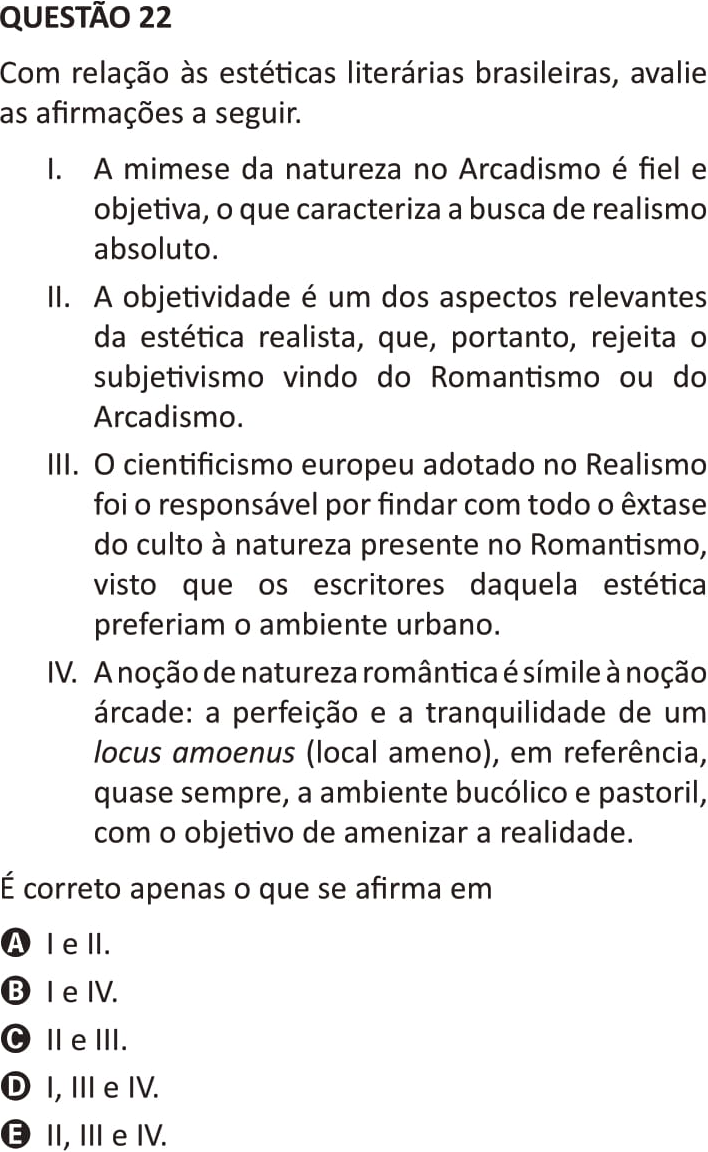 QUESTÃO 22
Com relação às estéticas literárias brasileiras, avalie
as afirmações a seguir.
I. A mimese da natureza no Arcadismo é fiel e
objetiva, o que caracteriza a busca de realismo
absoluto.
II. A objetividade é um dos aspectos relevantes
da estética realista, que, portanto, rejeita o
subjetivismo vindo do Romantismo ou do
Arcadismo.
III. O cientificismo europeu adotado no Realismo
foi o responsável por findar com todo o êxtase
do culto à natureza presente no Romantismo,
visto que os escritores daquela estética
preferiam o ambiente urbano.
IV. A noção de natureza romântica é símile à noção
árcade: a perfeição e a tranquilidade de um
locus amoenus (local ameno), em referência,
quase sempre, a ambiente bucólico e pastoril,
com o objetivo de amenizar a realidade.
É correto apenas o que se afirma em
A I e II.
B I e IV.
C II e III.
D I, III e IV.
E II, III e IV.